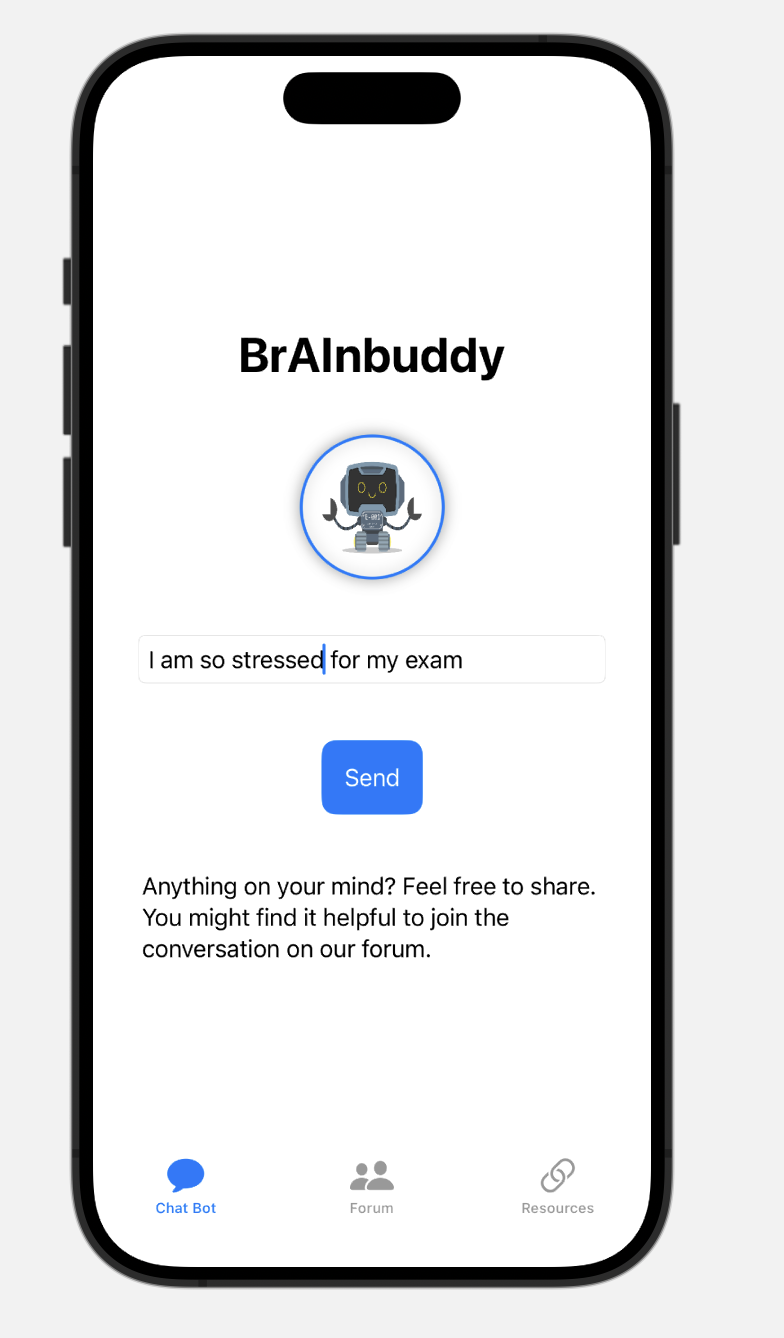 BrAInbuddy
I am so stressed for my exam
Send
Anything on your mind? Feel free to share.
You might find it helpful to join the
conversation on our forum.
Chat Bot
Forum
Resources